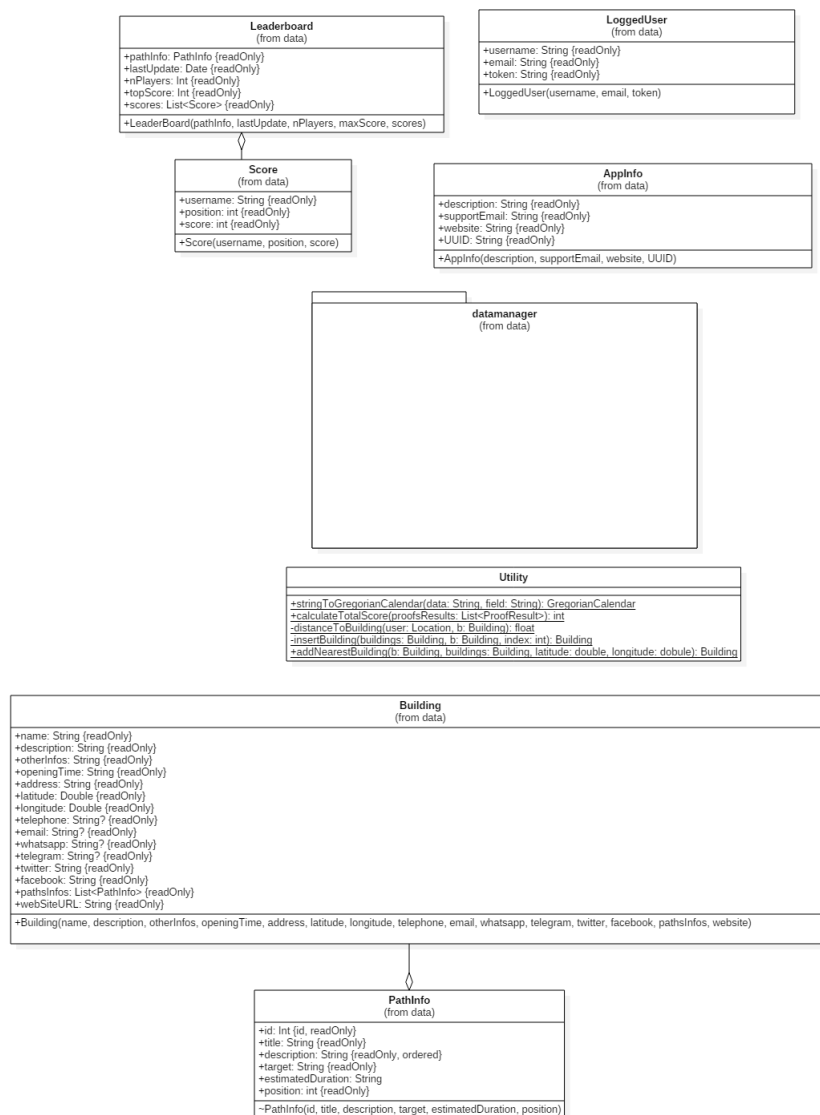 Leaderboard
(from data)
+pathInfo: PathInfo {readOnly}
+lastUpdate: Date {readOnly}
+nPlayers: Int {readOnly}
+topScore: Int {readOnly}
+scores: List<Score> {readOnly}
+LeaderBoard(pathInfo, lastUpdate, nPlayers, maxScore, scores)
LoggedUser
(from data)
+username: String {readOnly}
+email: String {readOnly}
+token: String {readOnly}
+LoggedUser(username, email, token)
Score
(from data)
+username: String {readOnly}
+position: int {readOnly}
+score: int {readOnly}
+Score(username, position, score)
AppInfo
(from data)
+description: String {readOnly}
+supportEmail: String {readOnly}
+website: String {readOnly}
+UUID: String {readOnly}
+AppInfo(description, supportEmail, website, UUID)
datamanager
(from data)
Utility
+stringToGregorianCalendar(data: String, field: String): GregorianCalendar
+calculateTotalScore(proofsResults: List<ProofResult>): int
-distanceToBuilding(user: Location, b: Building): float
-insertBuilding(buildings: Building, b: Building, index: int): Building
+addNearestBuilding(b: Building, buildings: Building, latitude: double, longitude: dobule): Building
Building
(from data)
+name: String {readOnly}
+description: String {readOnly}
+otherInfos: String {readOnly}
+openingTime: String {readOnly}
+address: String {readOnly}
+latitude: Double {readOnly}
+longitude: Double {readOnly}
+telephone: String? {readOnly}
+email: String? {readOnly}
+whatsapp: String? {readOnly}
+telegram: String? {readOnly}
+twitter: String {readOnly}
+facebook: String {readOnly}
+pathsInfos: List<PathInfo> {readOnly}
+webSiteURL: String {readOnly}
+Building(name, description, otherInfos, openingTime, address, latitude, longitude, telephone, email, whatsapp, telegram, twitter, facebook, pathsInfos, website)
PathInfo
(from data)
+id: Int {id, readOnly}
+title: String {readOnly}
+description: String {readOnly, ordered}
+target: String {readOnly}
+estimatedDuration: String
+position: int {readOnly}
~PathInfo(id, title, description, target, estimatedDuration, position)